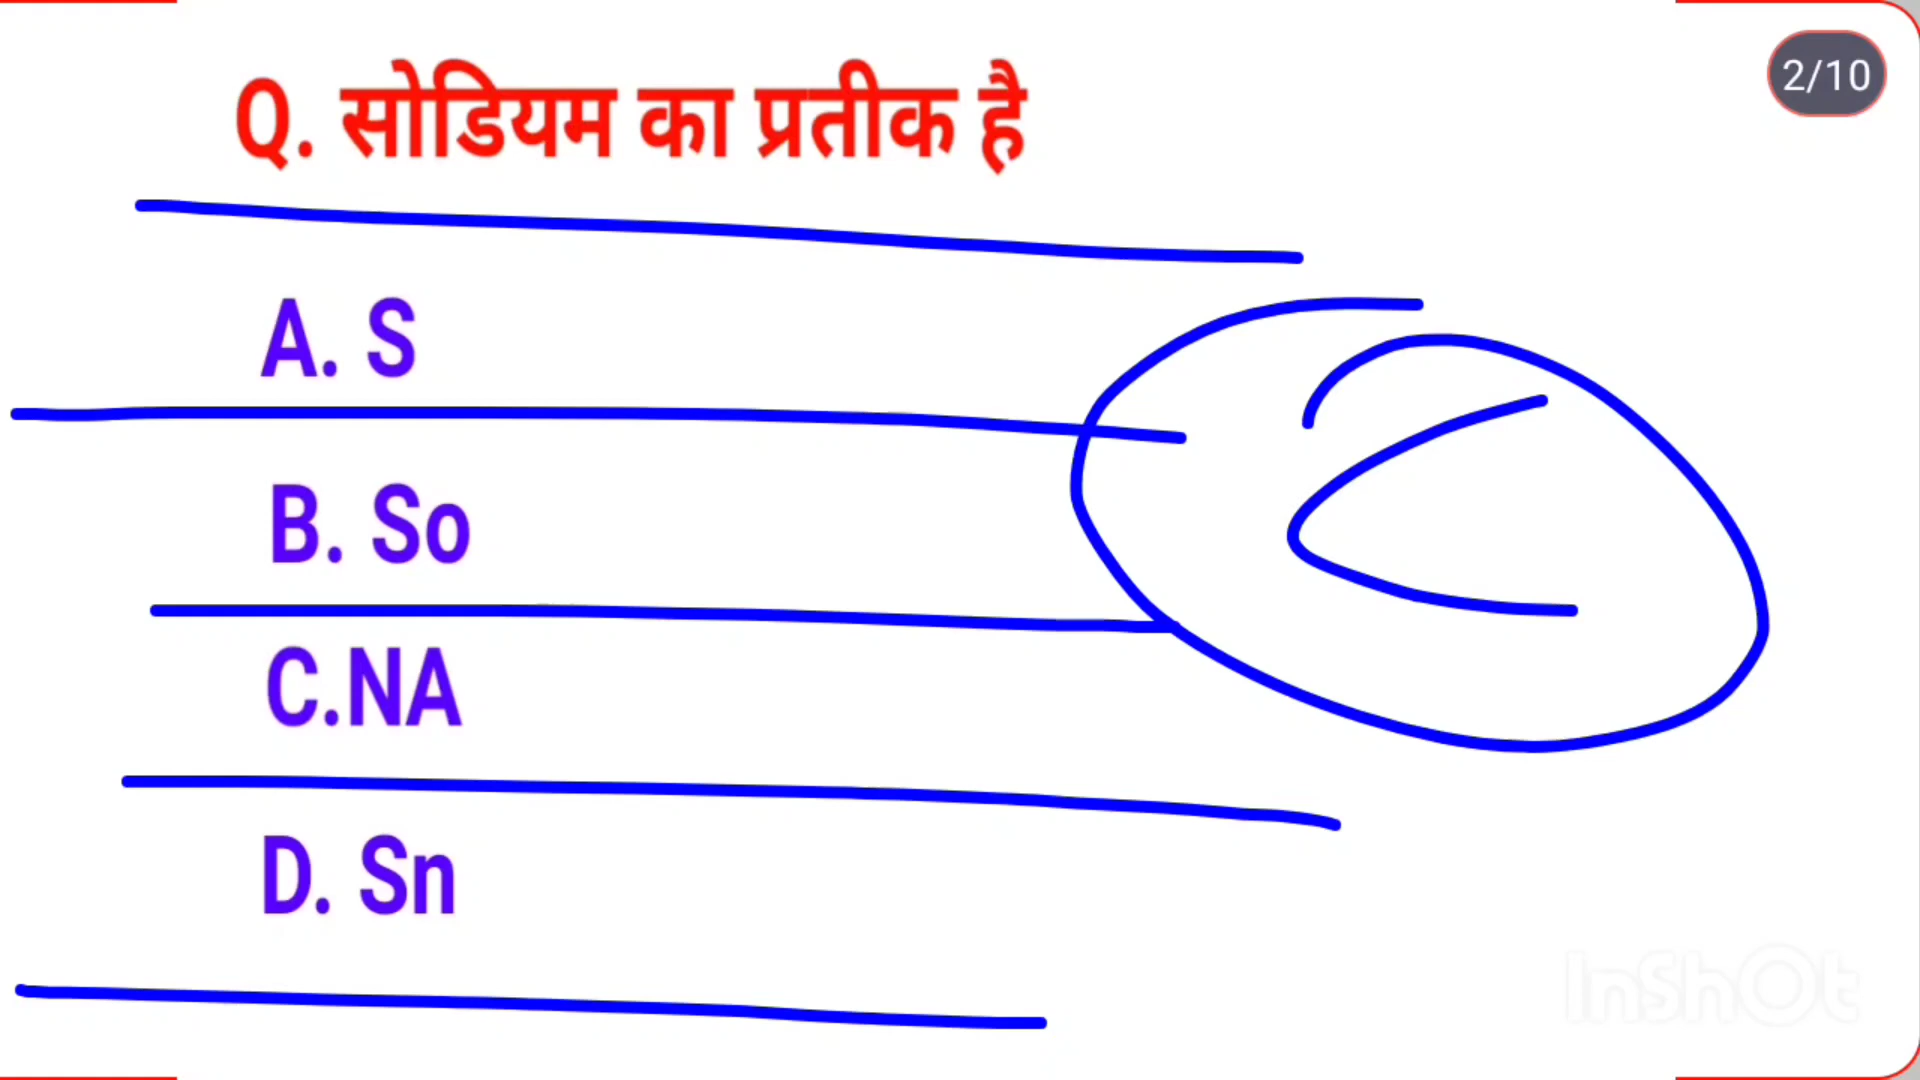 2/10
Q. सोडियम का प्रतीक है
A. S
B. So
C.NA
D. Sn
C
InShOt